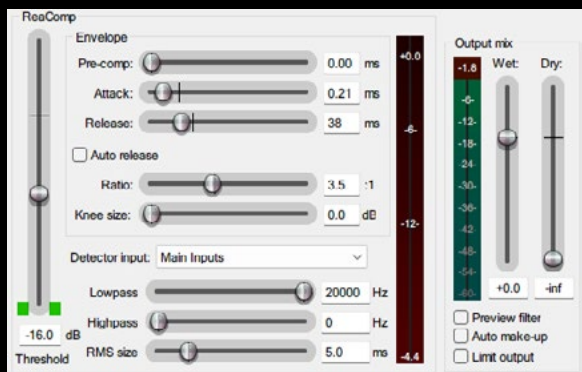 ReaComp
Envelope
Pre-comp: 0.00 ms
Attack: 0.21 ms
Release: 38 ms
Auto release
Ratio: 3.5 :1
Knee size: 0.0 dB
Detector input: Main Inputs
Lowpass 20000 Hz
Highpass 0 Hz
RMS size 5.0 ms
-16.0 dB
Threshold
+0.0
-6-
-12-
-4.4
Output mix
Wet: Dry:
-1.8
-6-
-12-
-18-
-24-
-30-
-36-
-42-
-48-
-54-
-60-
+0.0 -inf
Preview filter
Auto make-up
Limit output